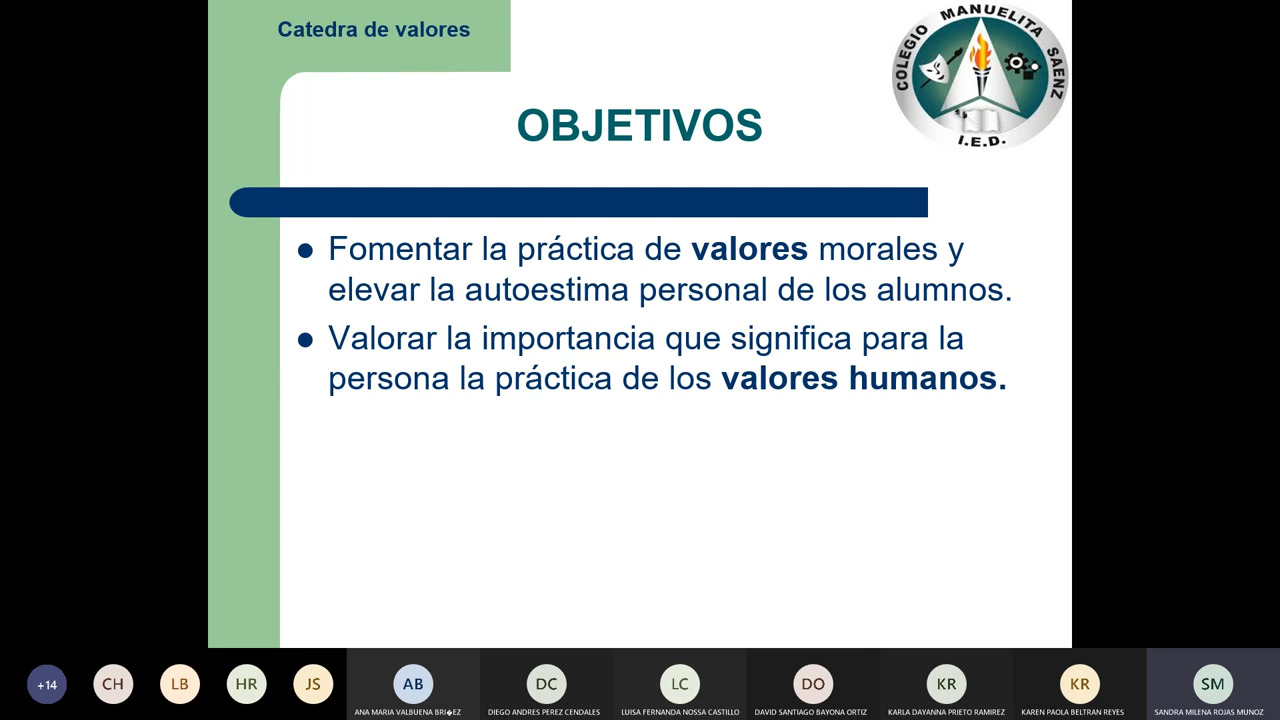 Catedra de valores
COLEGIO MANUELITA SAENZ
I.E.D.
OBJETIVOS
● Fomentar la práctica de valores morales y
elevar la autoestima personal de los alumnos.
● Valorar la importancia que significa para la
persona la práctica de los valores humanos.
+14 CH LB HR JS AB DC LC DO KR KR SM
ANA MARIA VALBUENA BRI�EZ DIEGO ANDRES PEREZ CENDALES LUISA FERNANDA NOSSA CASTILLO DAVID SANTIAGO BAYONA ORTIZ KARLA DAYANNA PRIETO RAMIREZ KAREN PAOLA BELTRAN REYES SANDRA MILENA ROJAS MUNOZ